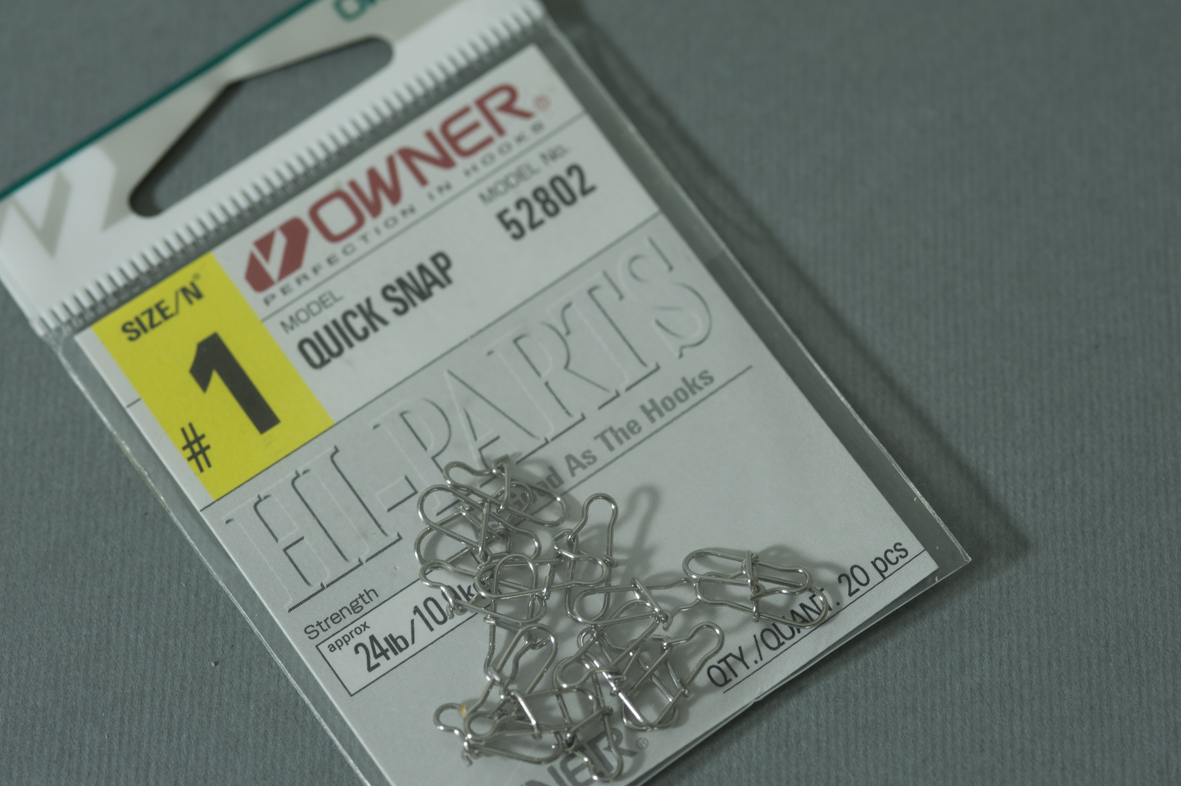 OWNER®
PERFECTION IN HOOKS
SIZE/N°
#1
MODEL
QUICK SNAP
MODEL No.
52802
HI-PARTS
As The Hooks
Strength
approx
24lb/10.
QTY./QUANT. 20 pcs
OWNER®